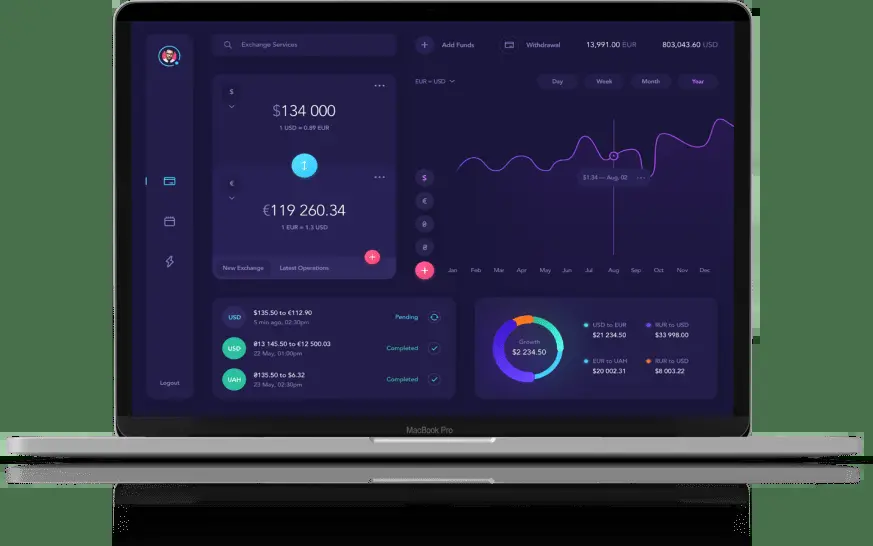 Exchange Services
+ Add Funds
Withdrawal
13,991.00 EUR
803,043.60 USD
$
$134 000
1 USD = 0.89 EUR
€
€119 260.34
1 EUR = 1.3 USD
New Exchange
Latest Operations
+
EUR – USD
Day
Week
Month
Year
$1.34 — Aug, 02
$
€
₴
₴
+
Jan Feb Mar Apr May Jun Jul Aug Sep Oct Nov Dec
USD
$135.50 to €112.90
5 min ago, 02:30pm
Pending
USD
₴13 145.50 to €12 500.03
22 May, 01:00pm
Completed
UAH
₴135.50 to $6.32
23 May, 02:30pm
Completed
Growth
$2 234.50
USD to EUR
$21 234.50
RUR to USD
$33 998.00
EUR to UAH
$20 002.31
RUR to USD
$8 003.22
Logout
MacBook Pro